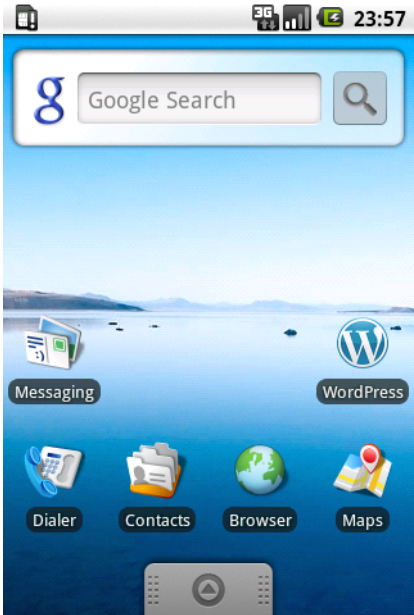 3G 23:57
g Google Search
Messaging WordPress
Dialer Contacts Browser Maps